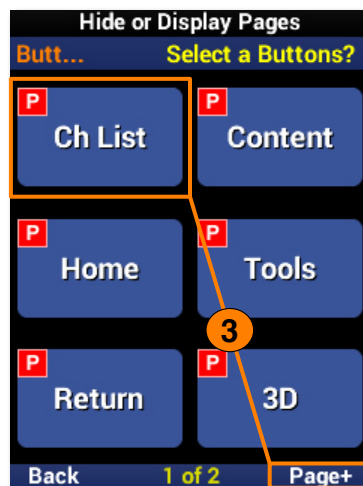 Hide or Display Pages
Butt... Select a Buttons?
P P
Ch List Content
P P
Home Tools
3
P P
Return 3D
Back 1 of 2 Page+